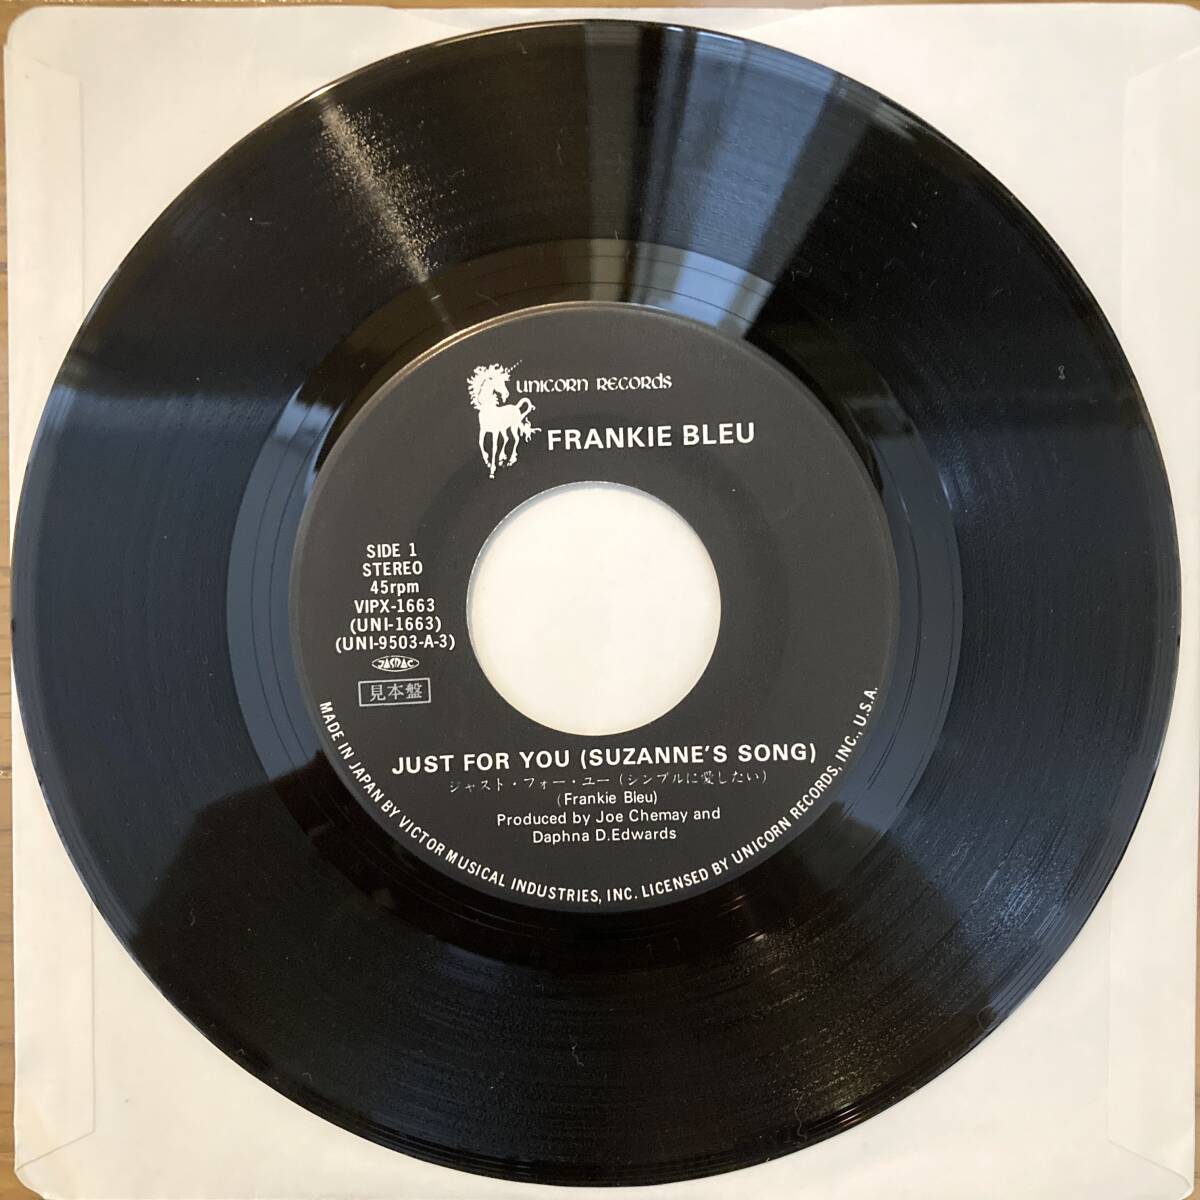 UNICORN RECORDS
FRANKIE BLEU
SIDE 1
STEREO
45rpm
VIPX-1663
(UNI-1663)
(UNI-9503-A-3)
JASRAC
見本盤
JUST FOR YOU (SUZANNE'S SONG)
ジャスト・フォー・ユー(シンプルに愛したい)
(Frankie Bleu)
Produced by Joe Chemay and
Daphna D.Edwards
MADE IN JAPAN BY VICTOR MUSICAL INDUSTRIES, INC. LICENSED BY UNICORN RECORDS, INC., U.S.A.